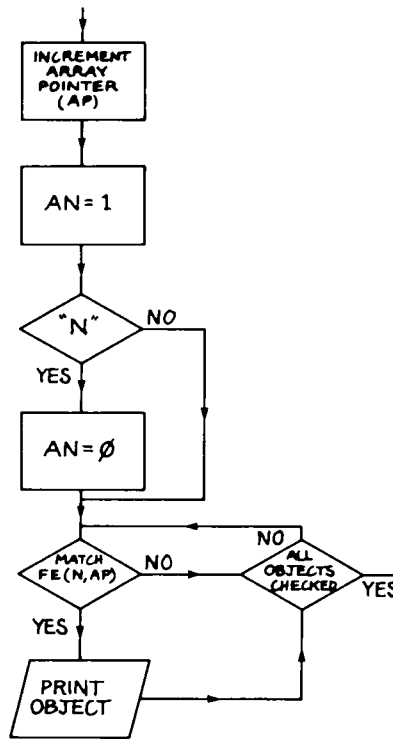 INCREMENT
ARRAY
POINTER
(AP)
AN = 1
"N"
NO
YES
AN = Ø
NO
MATCH
FE(N,AP)
NO
ALL
OBJECTS
CHECKED
YES
YES
PRINT
OBJECT